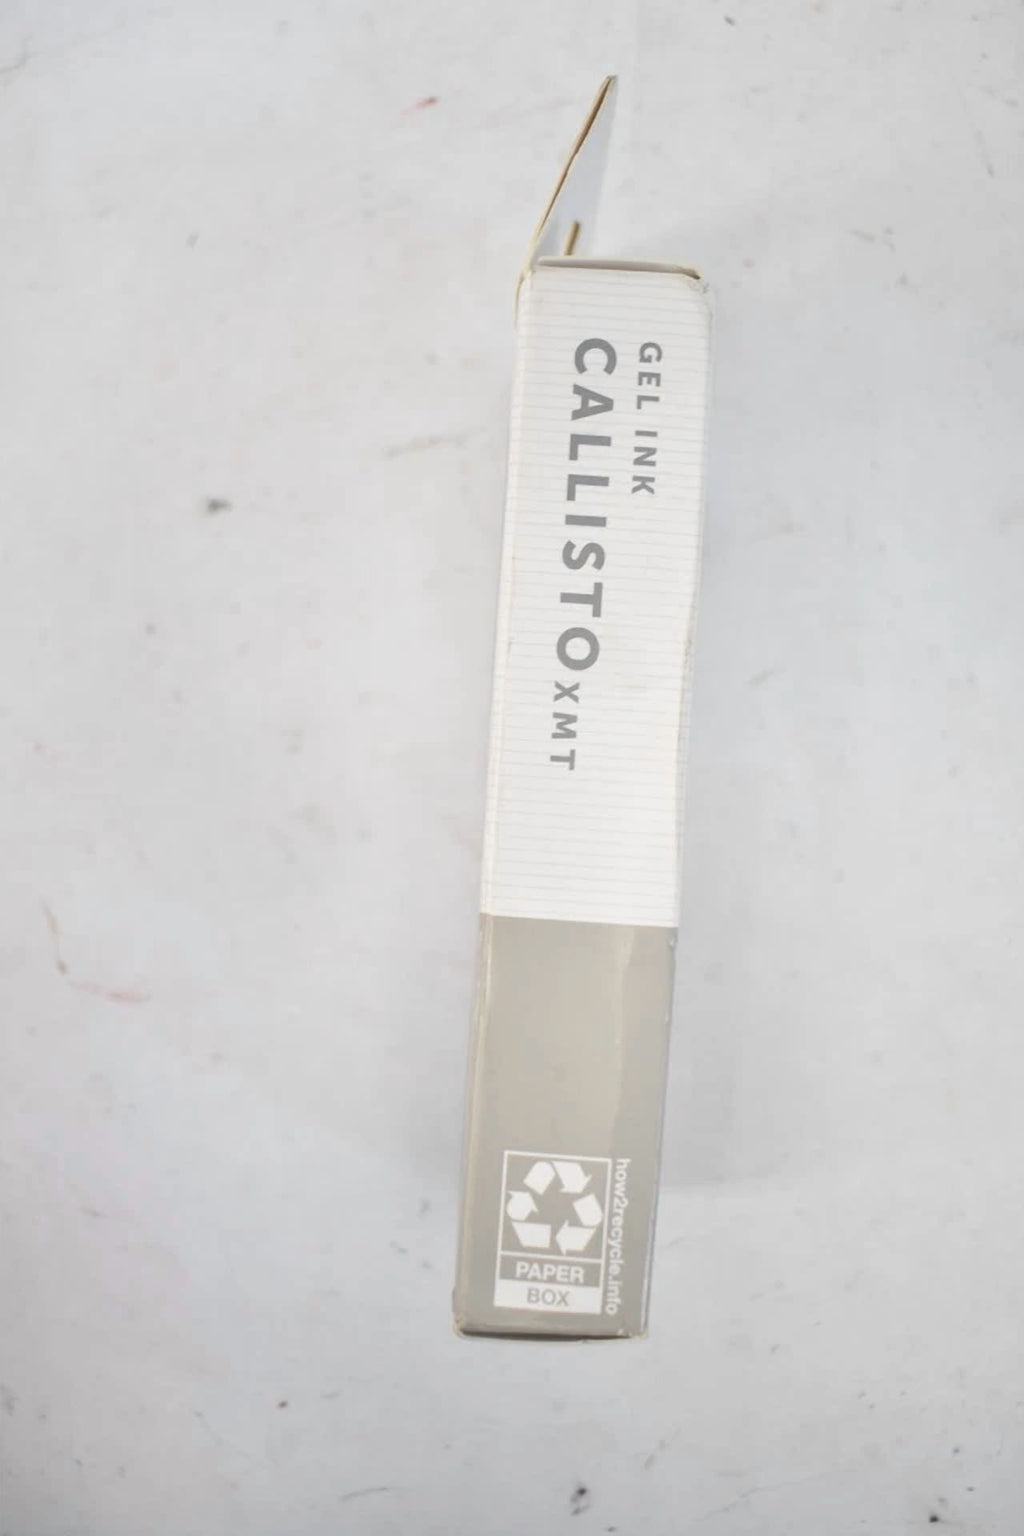 GEL INK
CALLISTO XMT
how2recycle.info
PAPER
BOX